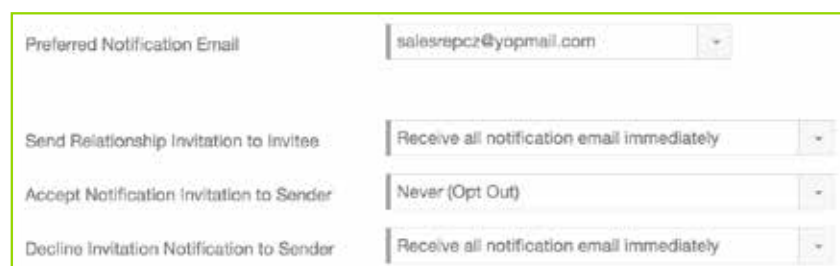 Preferred Notification Email salesrepcz@yopmail.com
Send Relationship Invitation to Invitee Receive all notification email immediately
Accept Notification Invitation to Sender Never (Opt Out)
Decline Invitation Notification to Sender Receive all notification email immediately